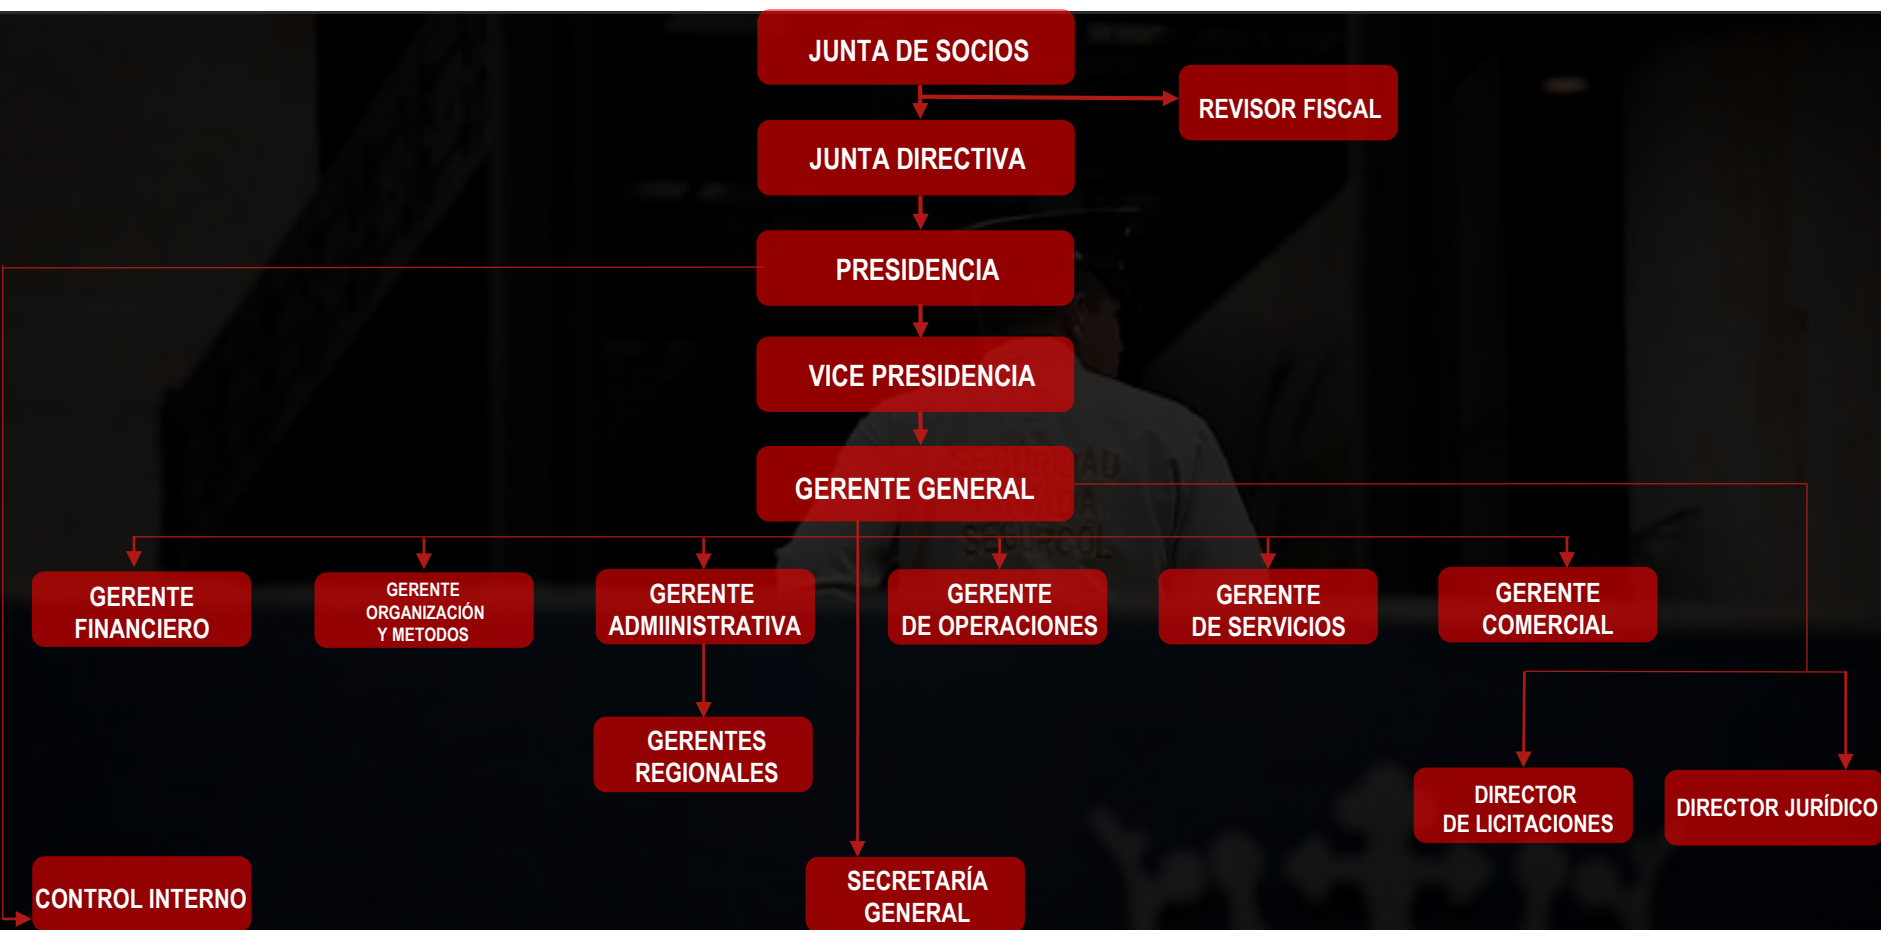 JUNTA DE SOCIOS
REVISOR FISCAL
JUNTA DIRECTIVA
PRESIDENCIA
VICE PRESIDENCIA
SEGURIDAD
GERENTE GENERAL
SEGURCOL
GERENTE
FINANCIERO
GERENTE
ORGANIZACIÓN
Y METODOS
GERENTE
ADMIINISTRATIVA
GERENTE
DE OPERACIONES
GERENTE
DE SERVICIOS
GERENTE
COMERCIAL
GERENTES
REGIONALES
DIRECTOR
DE LICITACIONES
DIRECTOR JURÍDICO
CONTROL INTERNO
SECRETARÍA
GENERAL